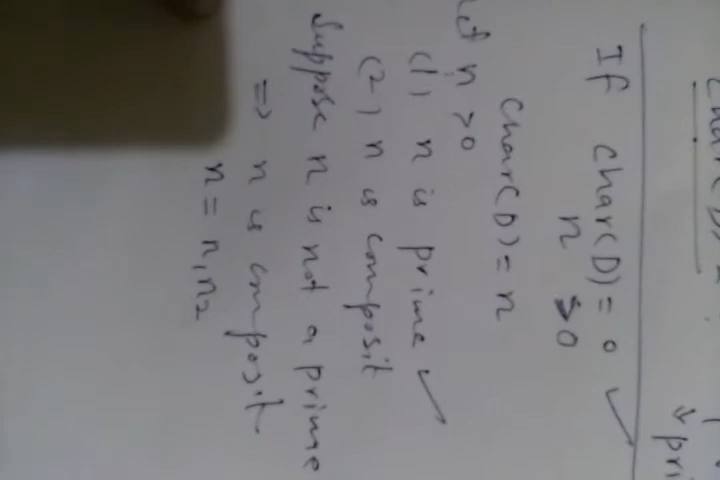 If char(D) = 0 ✓
n > 0
char(D) = n
n > 0
(1) n is prime ✓
(2) n is composit
Suppose n is not a prime
⇒ n is composit
n = n₁n₂